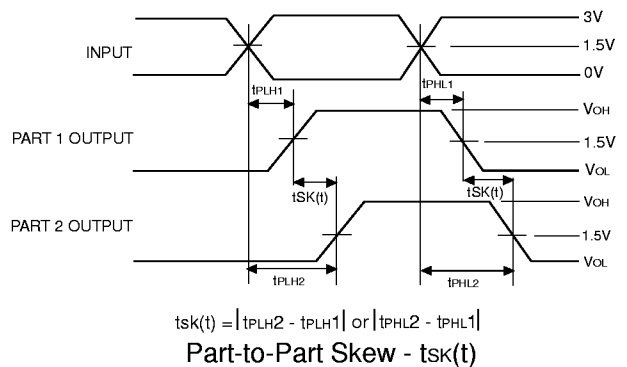 3V
INPUT
1.5V
0V
tPLH1
tPHL1
VOH
PART 1 OUTPUT
1.5V
VOL
tSK(t)
tSK(t)
VOH
PART 2 OUTPUT
1.5V
VOL
tPLH2
tPHL2
tsk(t) = |tPLH2 - tPLH1| or |tPHL2 - tPHL1|
Part-to-Part Skew - tSK(t)